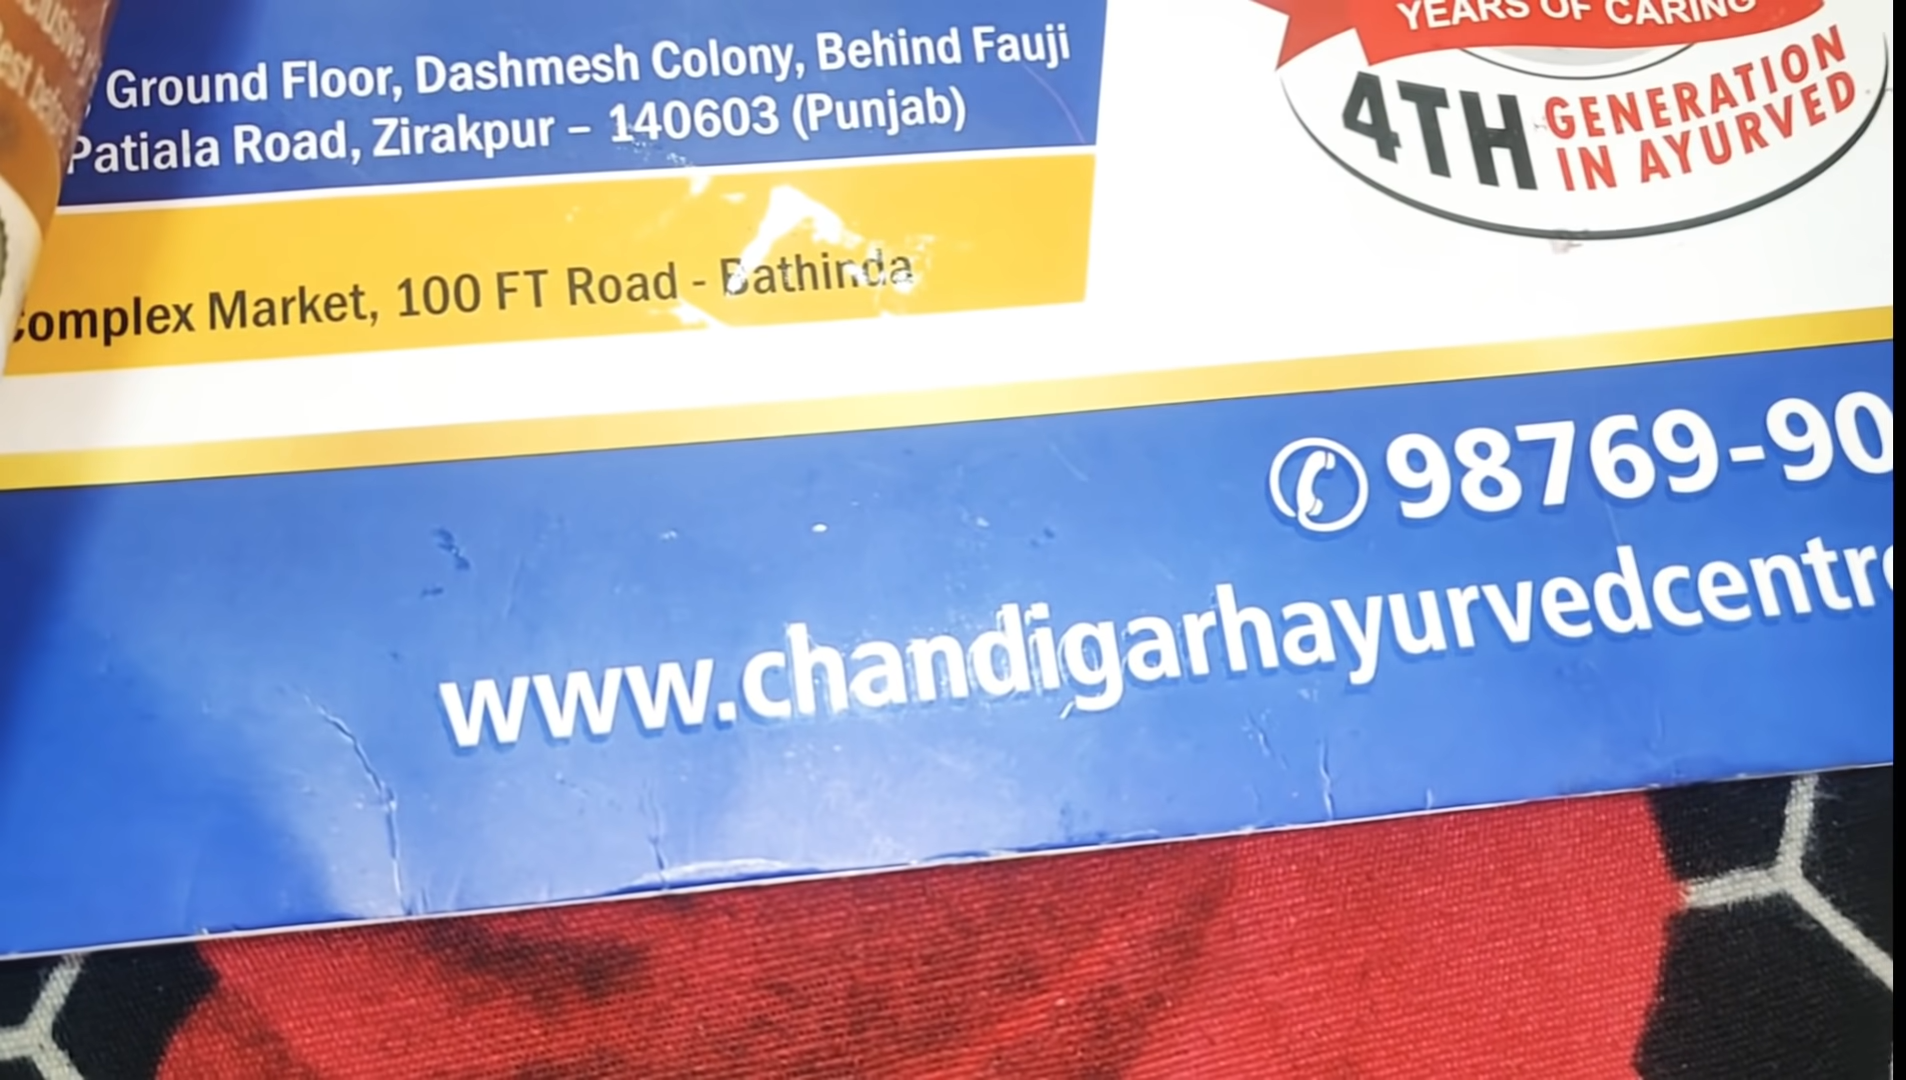 Ground Floor, Dashmesh Colony, Behind Fauji
Patiala Road, Zirakpur – 140603 (Punjab)
omplex Market, 100 FT Road - Bathinda
YEARS OF CARING
4TH GENERATION
IN AYURVED
98769-90
www.chandigarhayurvedcentre